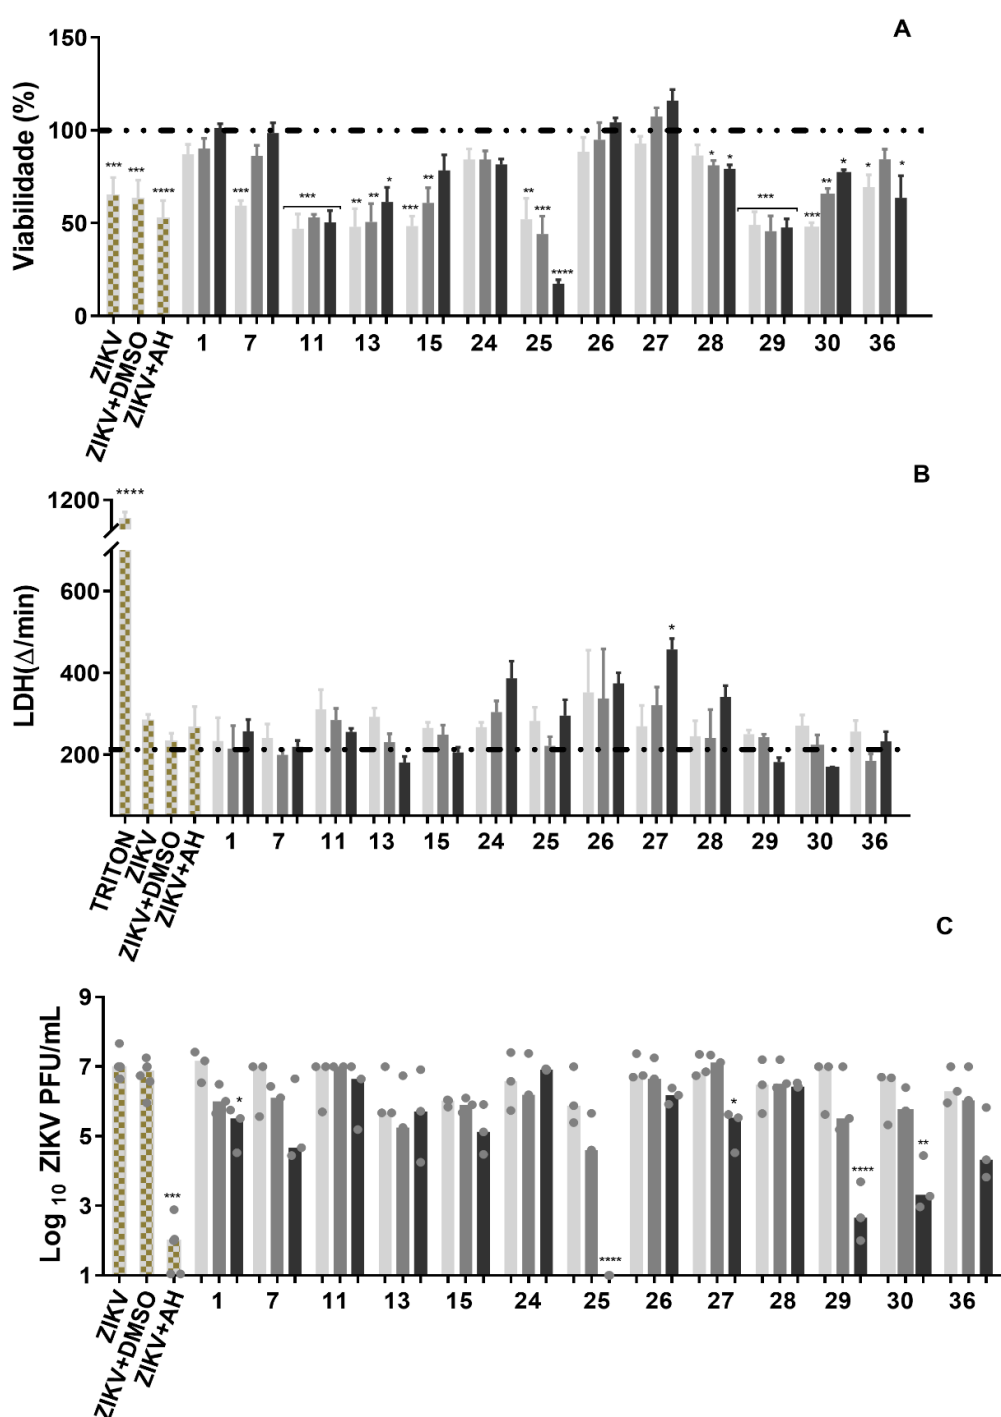 A
Viabilidade (%)
150
100
50
0
*** *** ****
*** *** ** ** * *** ** ** *** **** * * *** *** ** * * *
ZIKV
ZIKV+DMSO
ZIKV+AH
1 7 11 13 15 24 25 26 27 28 29 30 36
B
LDH(Δ/min)
1200
600
400
200
****
*
TRITON
ZIKV
ZIKV+DMSO
ZIKV+AH
1 7 11 13 15 24 25 26 27 28 29 30 36
C
Log 10 ZIKV PFU/mL
9
7
5
3
1
*** * **** * **** **
ZIKV
ZIKV+DMSO
ZIKV+AH
1 7 11 13 15 24 25 26 27 28 29 30 36